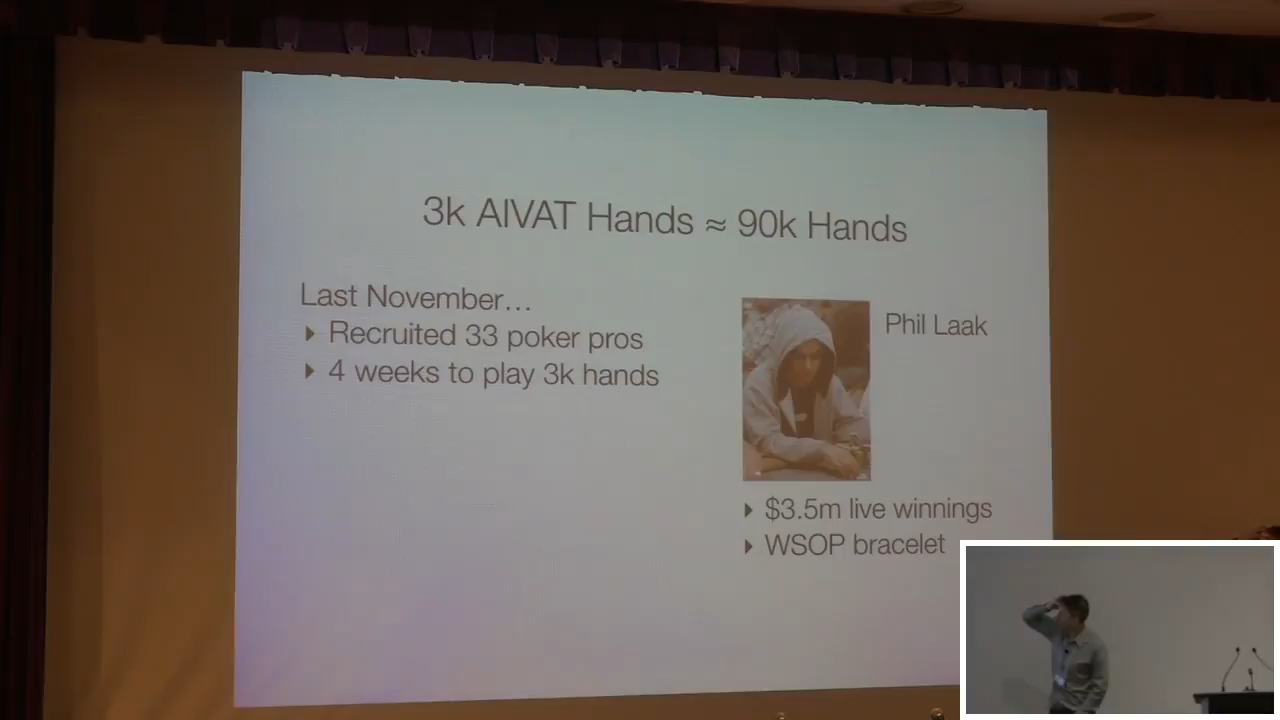 3k AIVAT Hands ≈ 90k Hands
Last November…
Recruited 33 poker pros
4 weeks to play 3k hands
Phil Laak
$3.5m live winnings
WSOP bracelet